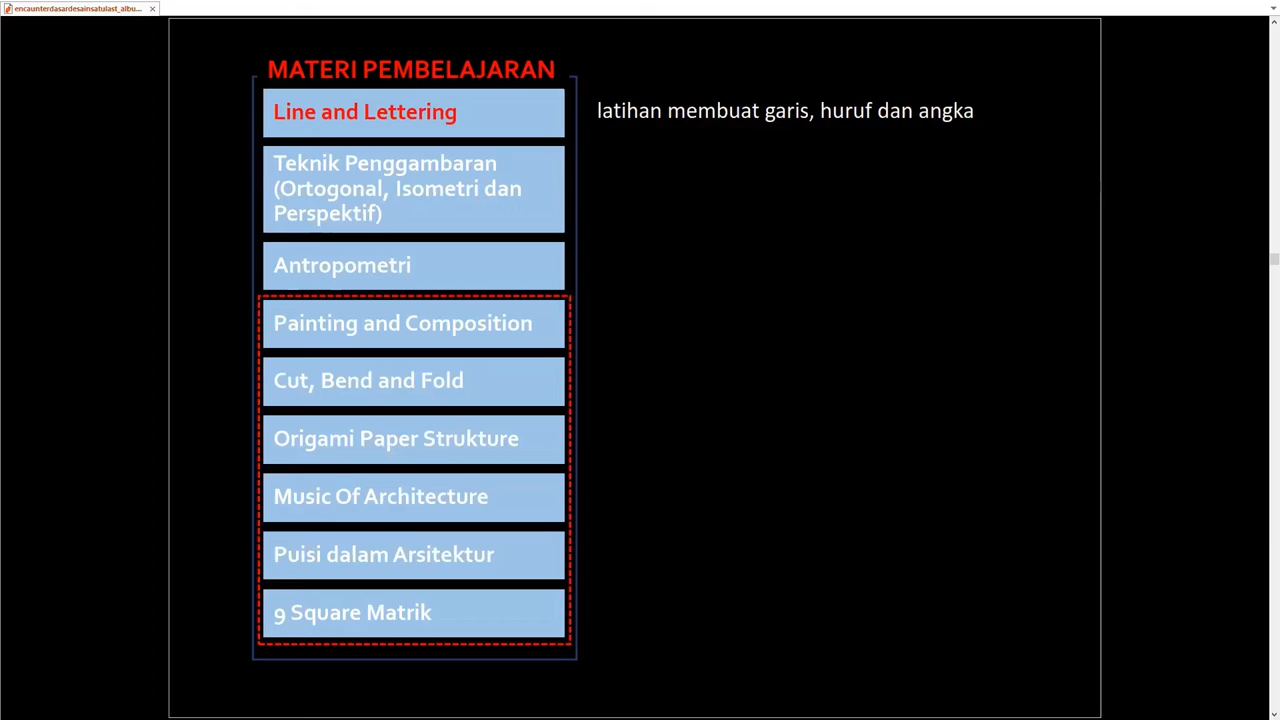 encaunterdasardesainsatulast_albu...
MATERI PEMBELAJARAN
Line and Lettering
latihan membuat garis, huruf dan angka
Teknik Penggambaran
(Ortogonal, Isometri dan
Perspektif)
Antropometri
Painting and Composition
Cut, Bend and Fold
Origami Paper Strukture
Music Of Architecture
Puisi dalam Arsitektur
9 Square Matrik